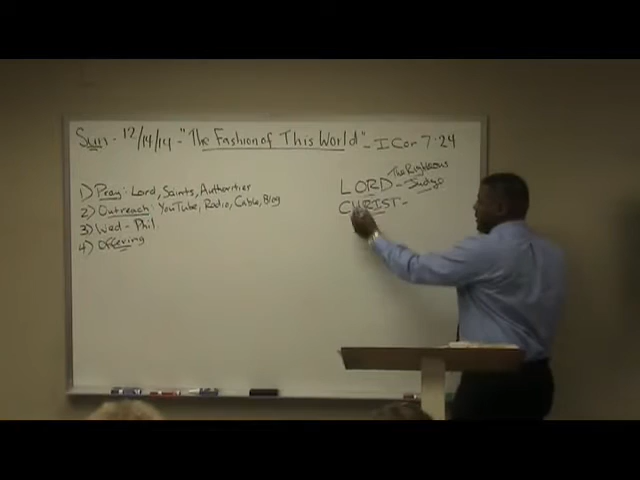 Sun - 12/14/14 - "The Fashion of This World" - I Cor 7:24
1) Pray: Lord, Saints, Authorities
2) Outreach: YouTube, Radio, Cable, Blog
3) Wed - Phil.
4) Offering
LORD - The Righteous Judge
CHRIST -